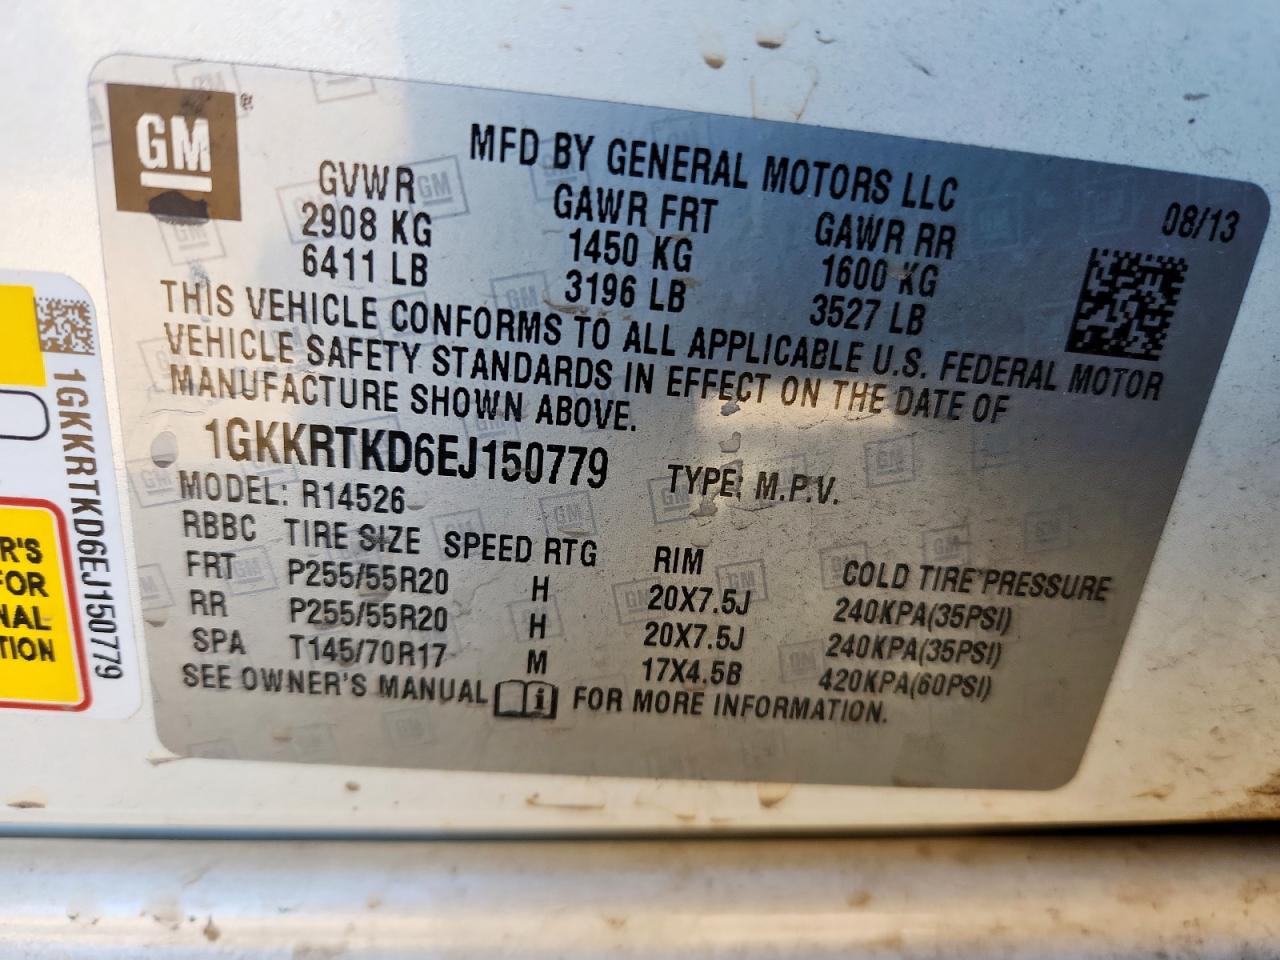 GM
®
MFD BY GENERAL MOTORS LLC
08/13
GVWR GAWR FRT GAWR RR
2908 KG 1450 KG 1600 KG
6411 LB 3196 LB 3527 LB
THIS VEHICLE CONFORMS TO ALL APPLICABLE U.S. FEDERAL MOTOR
VEHICLE SAFETY STANDARDS IN EFFECT ON THE DATE OF
MANUFACTURE SHOWN ABOVE.
1GKKRTKD6EJ150779 TYPE: M.P.V.
MODEL: R14526
RBBC TIRE SIZE SPEED RTG RIM COLD TIRE PRESSURE
FRT P255/55R20 H 20X7.5J 240KPA(35PSI)
RR P255/55R20 H 20X7.5J 240KPA(35PSI)
SPA T145/70R17 M 17X4.5B 420KPA(60PSI)
SEE OWNER'S MANUAL i FOR MORE INFORMATION.
1GKKRTKD6EJ150779
R'S
FOR
NAL
TION